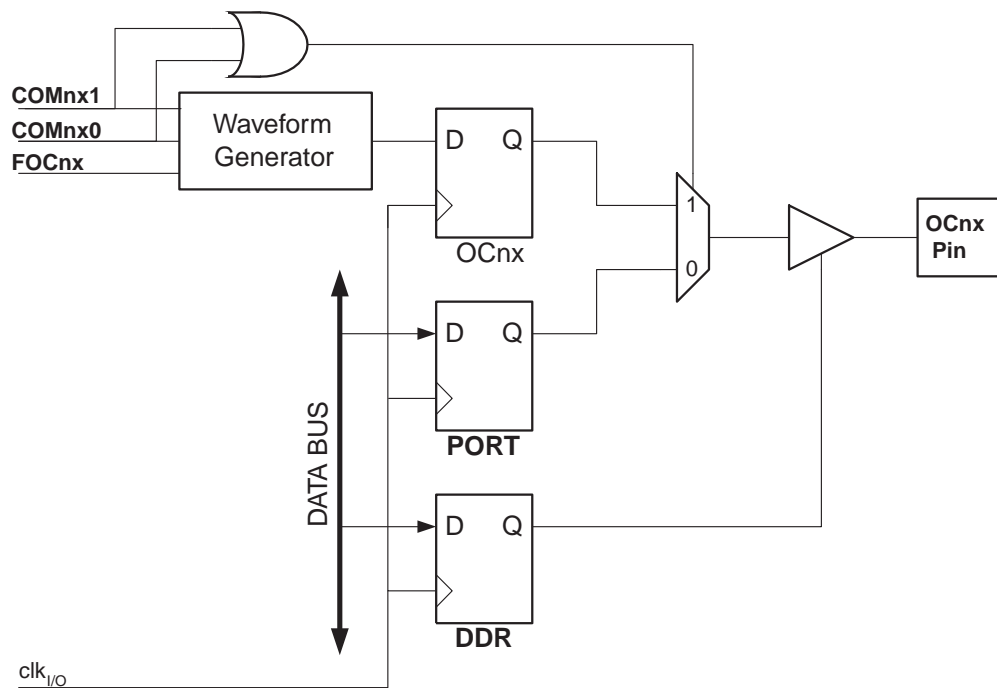 COMnx1
COMnx0
FOCnx
Waveform
Generator
D Q
OCnx
1
0
OCnx
Pin
D Q
PORT
DATA BUS
D Q
DDR
clkI/O